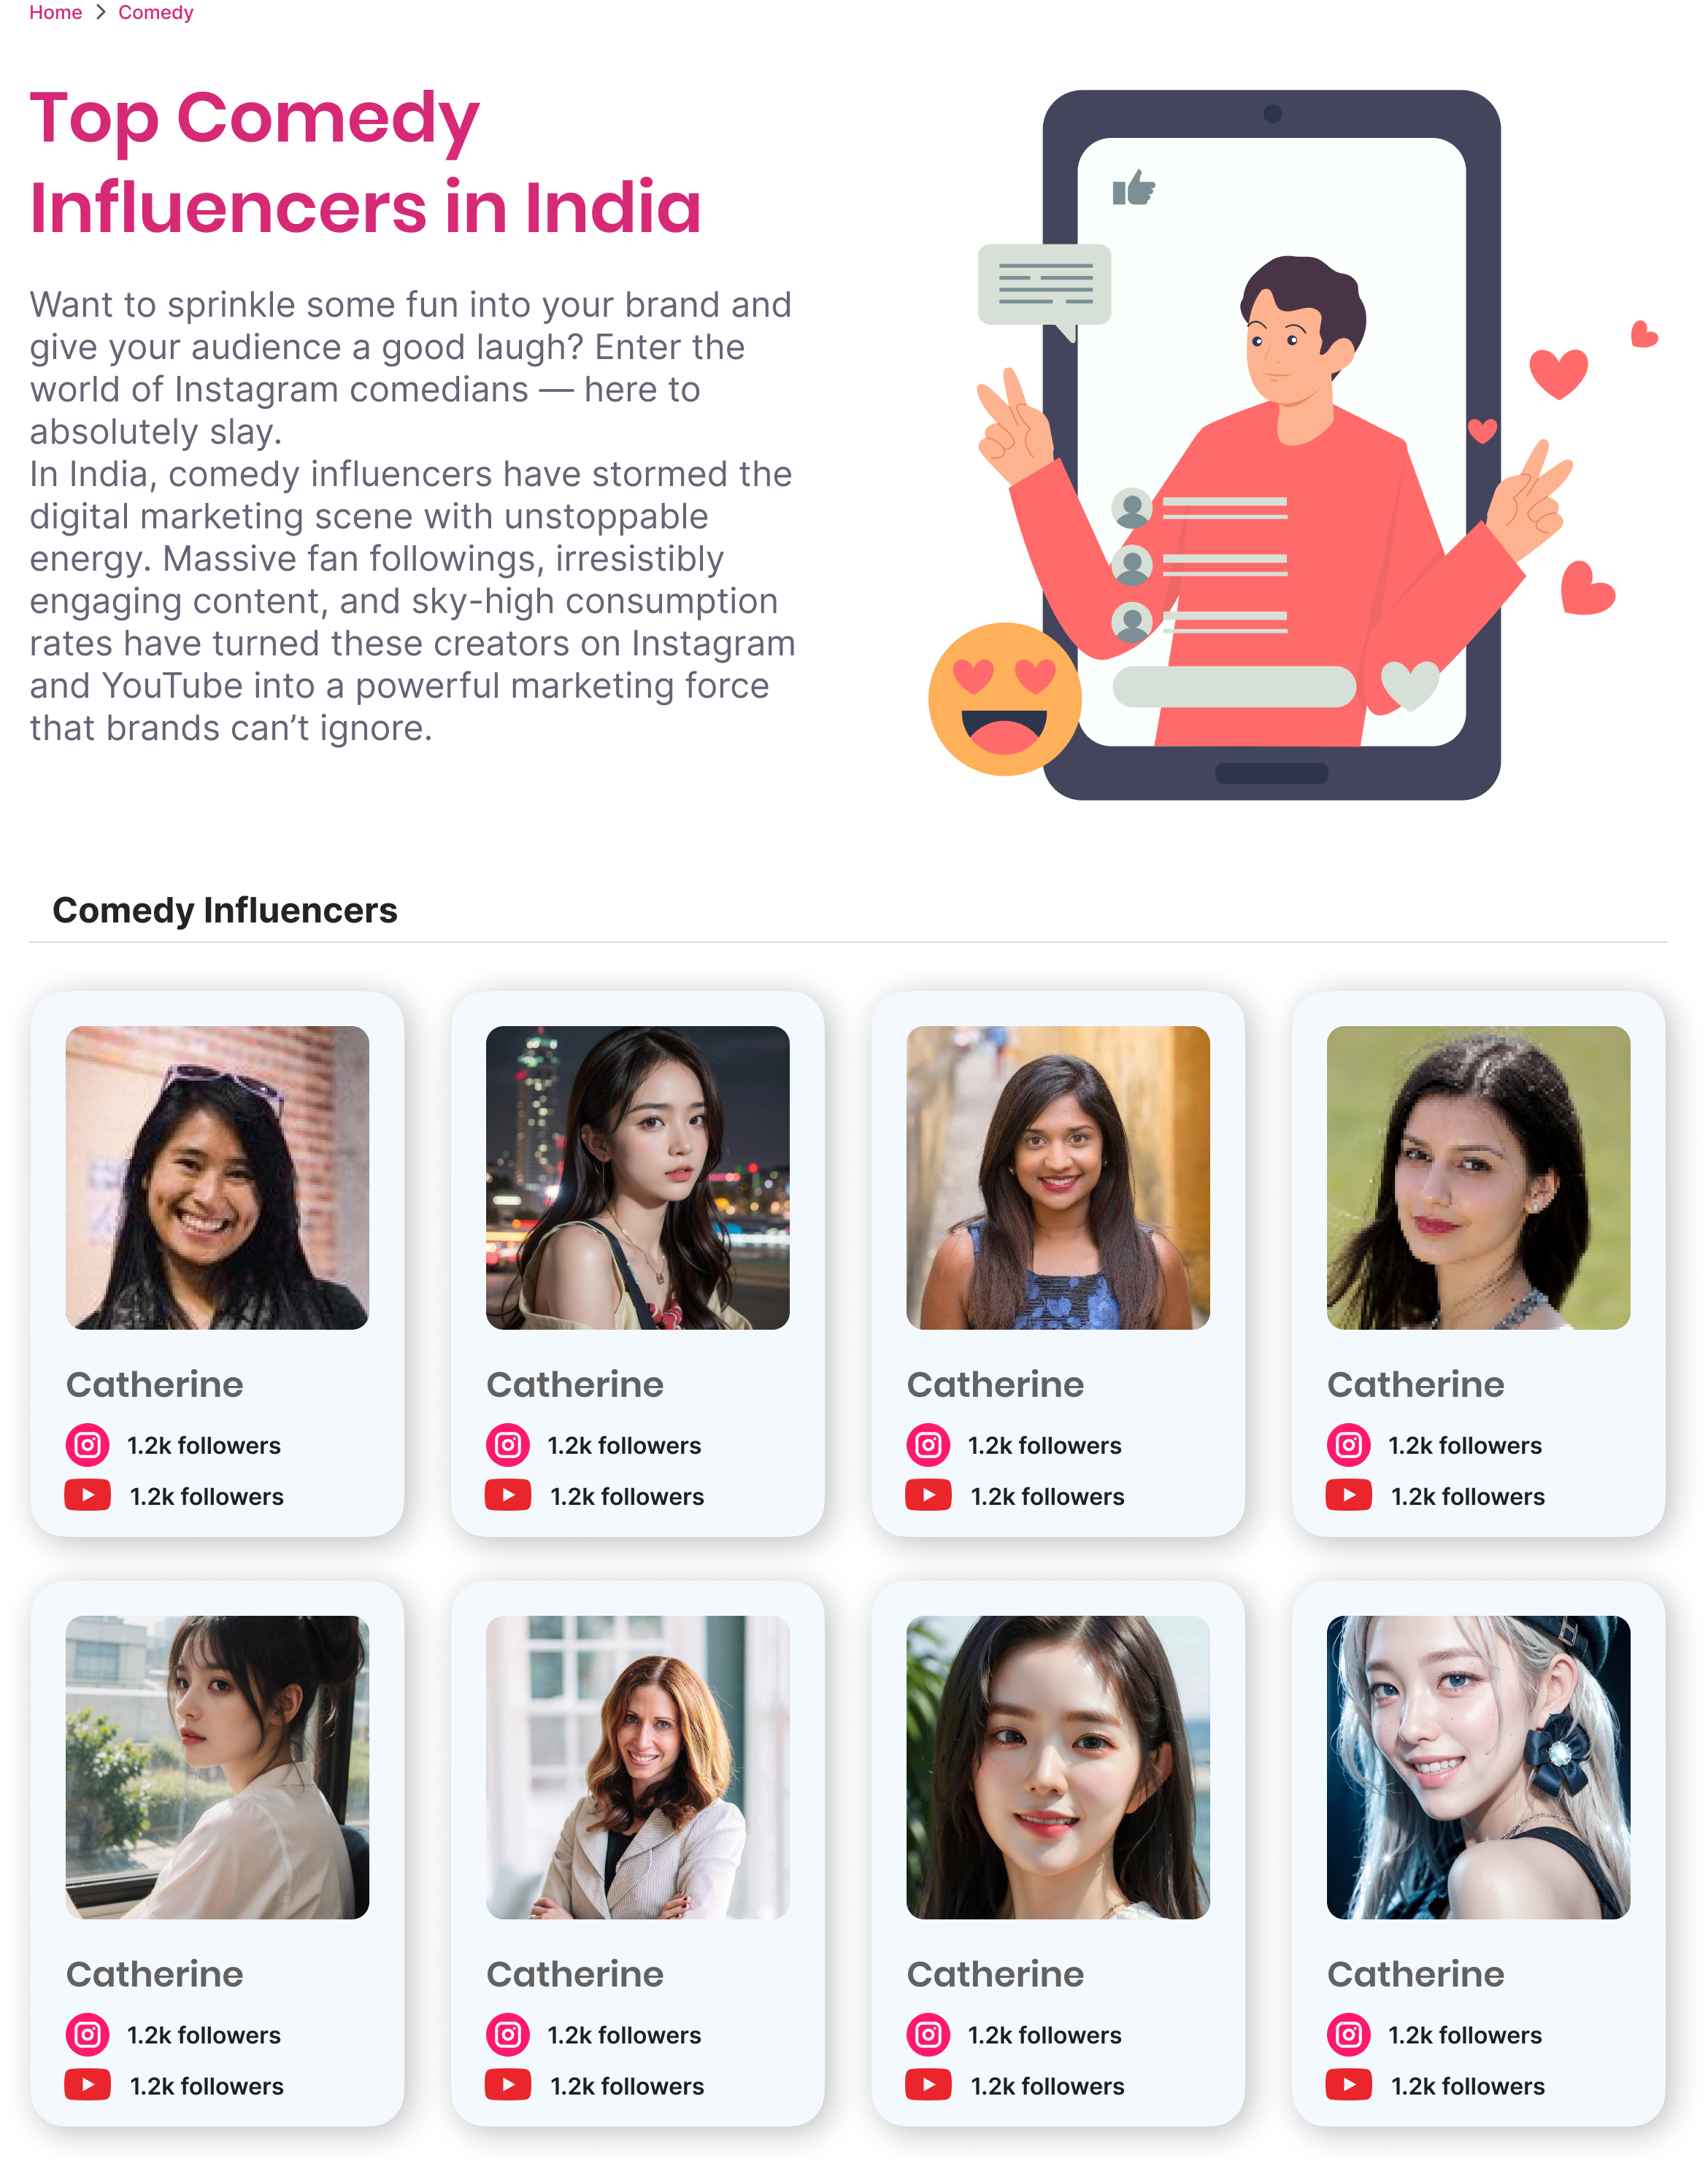 Home > Comedy
Top Comedy
Influencers in India
Want to sprinkle some fun into your brand and
give your audience a good laugh? Enter the
world of Instagram comedians — here to
absolutely slay.
In India, comedy influencers have stormed the
digital marketing scene with unstoppable
energy. Massive fan followings, irresistibly
engaging content, and sky-high consumption
rates have turned these creators on Instagram
and YouTube into a powerful marketing force
that brands can’t ignore.
Comedy Influencers
Catherine
1.2k followers
1.2k followers
Catherine
1.2k followers
1.2k followers
Catherine
1.2k followers
1.2k followers
Catherine
1.2k followers
1.2k followers
Catherine
1.2k followers
1.2k followers
Catherine
1.2k followers
1.2k followers
Catherine
1.2k followers
1.2k followers
Catherine
1.2k followers
1.2k followers